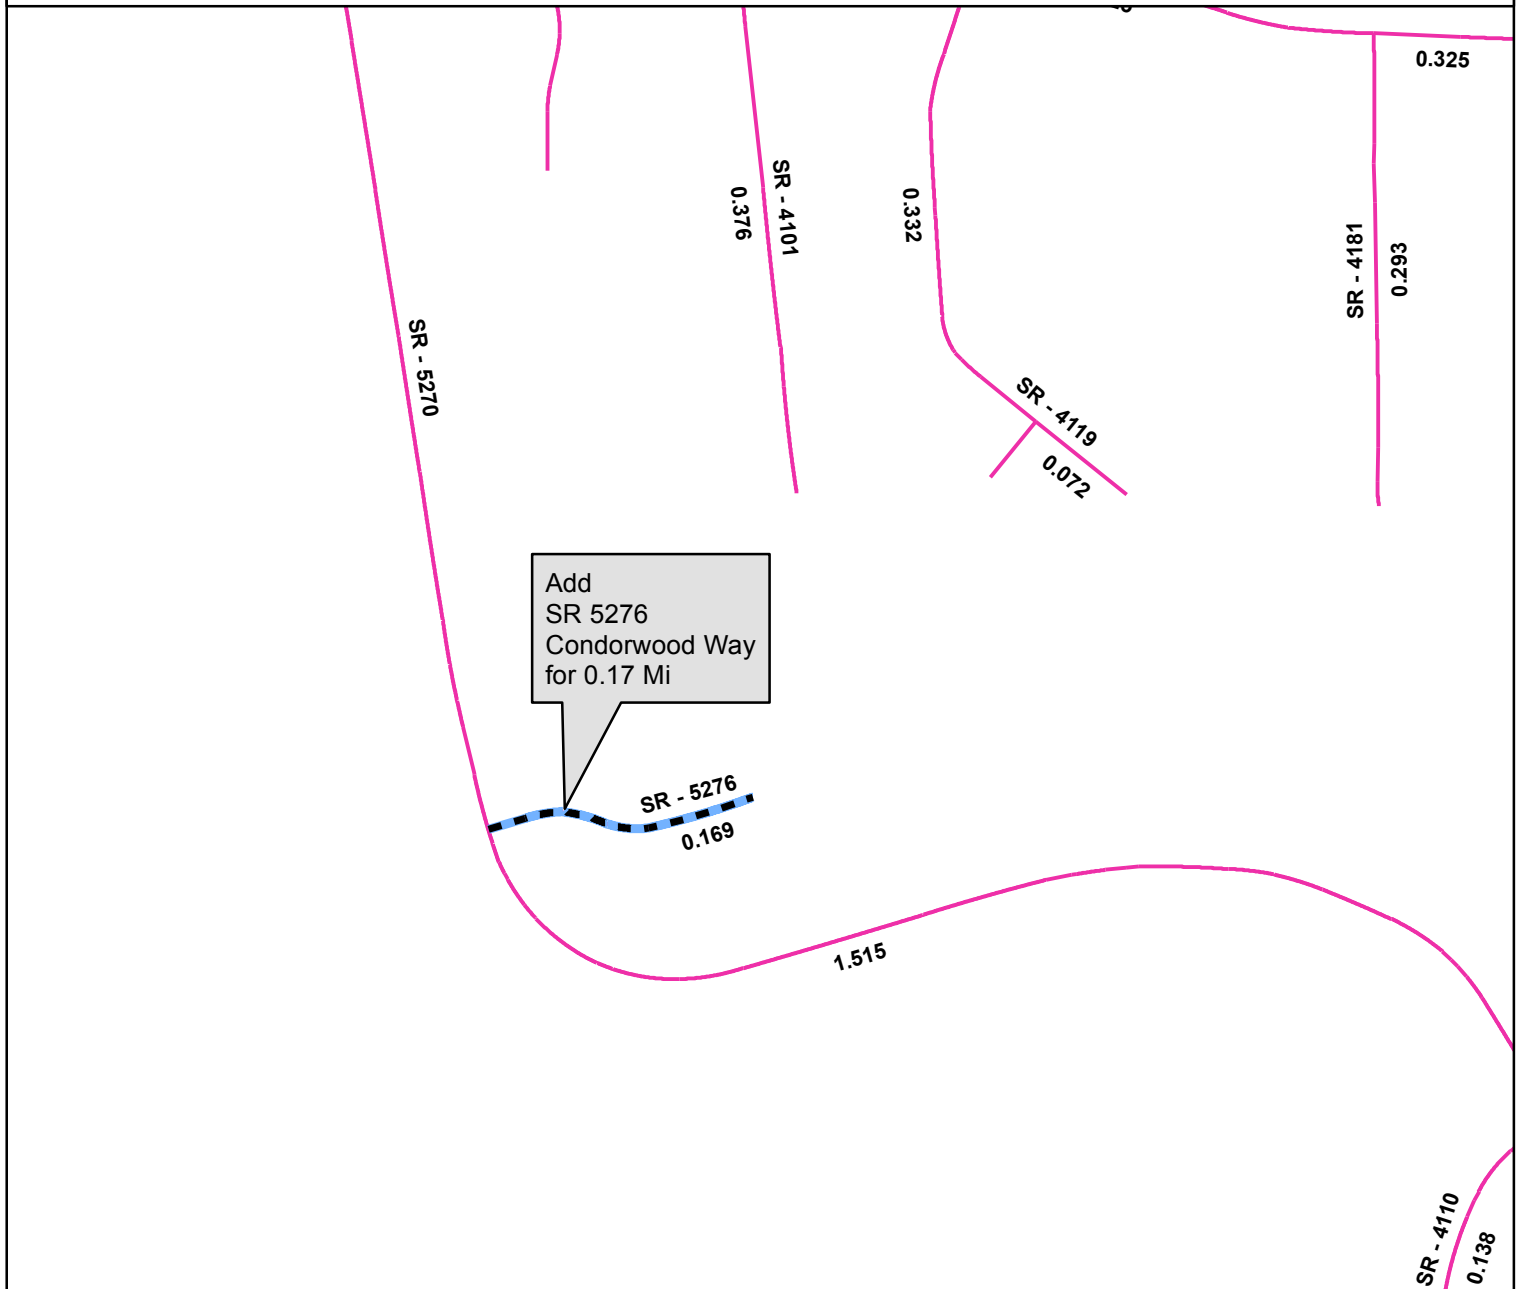 0.325
SR - 4101
0.376
0.332
SR - 4181
0.293
SR - 5270
SR - 4119
0.072
Add
SR 5276
Condorwood Way
for 0.17 Mi
SR - 5276
0.169
1.515
SR - 4110
0.138